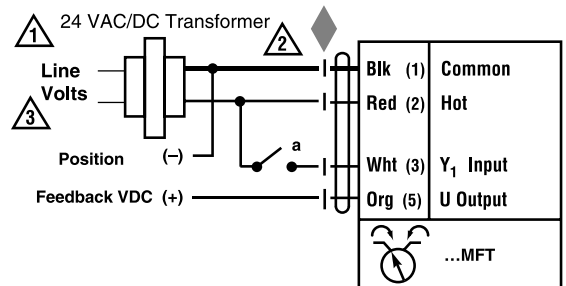 1 24 VAC/DC Transformer
2
Line
Volts
3
Blk (1) Common
Red (2) Hot
a
Position (–)
Wht (3) Y1 Input
Feedback VDC (+)
Org (5) U Output
...MFT